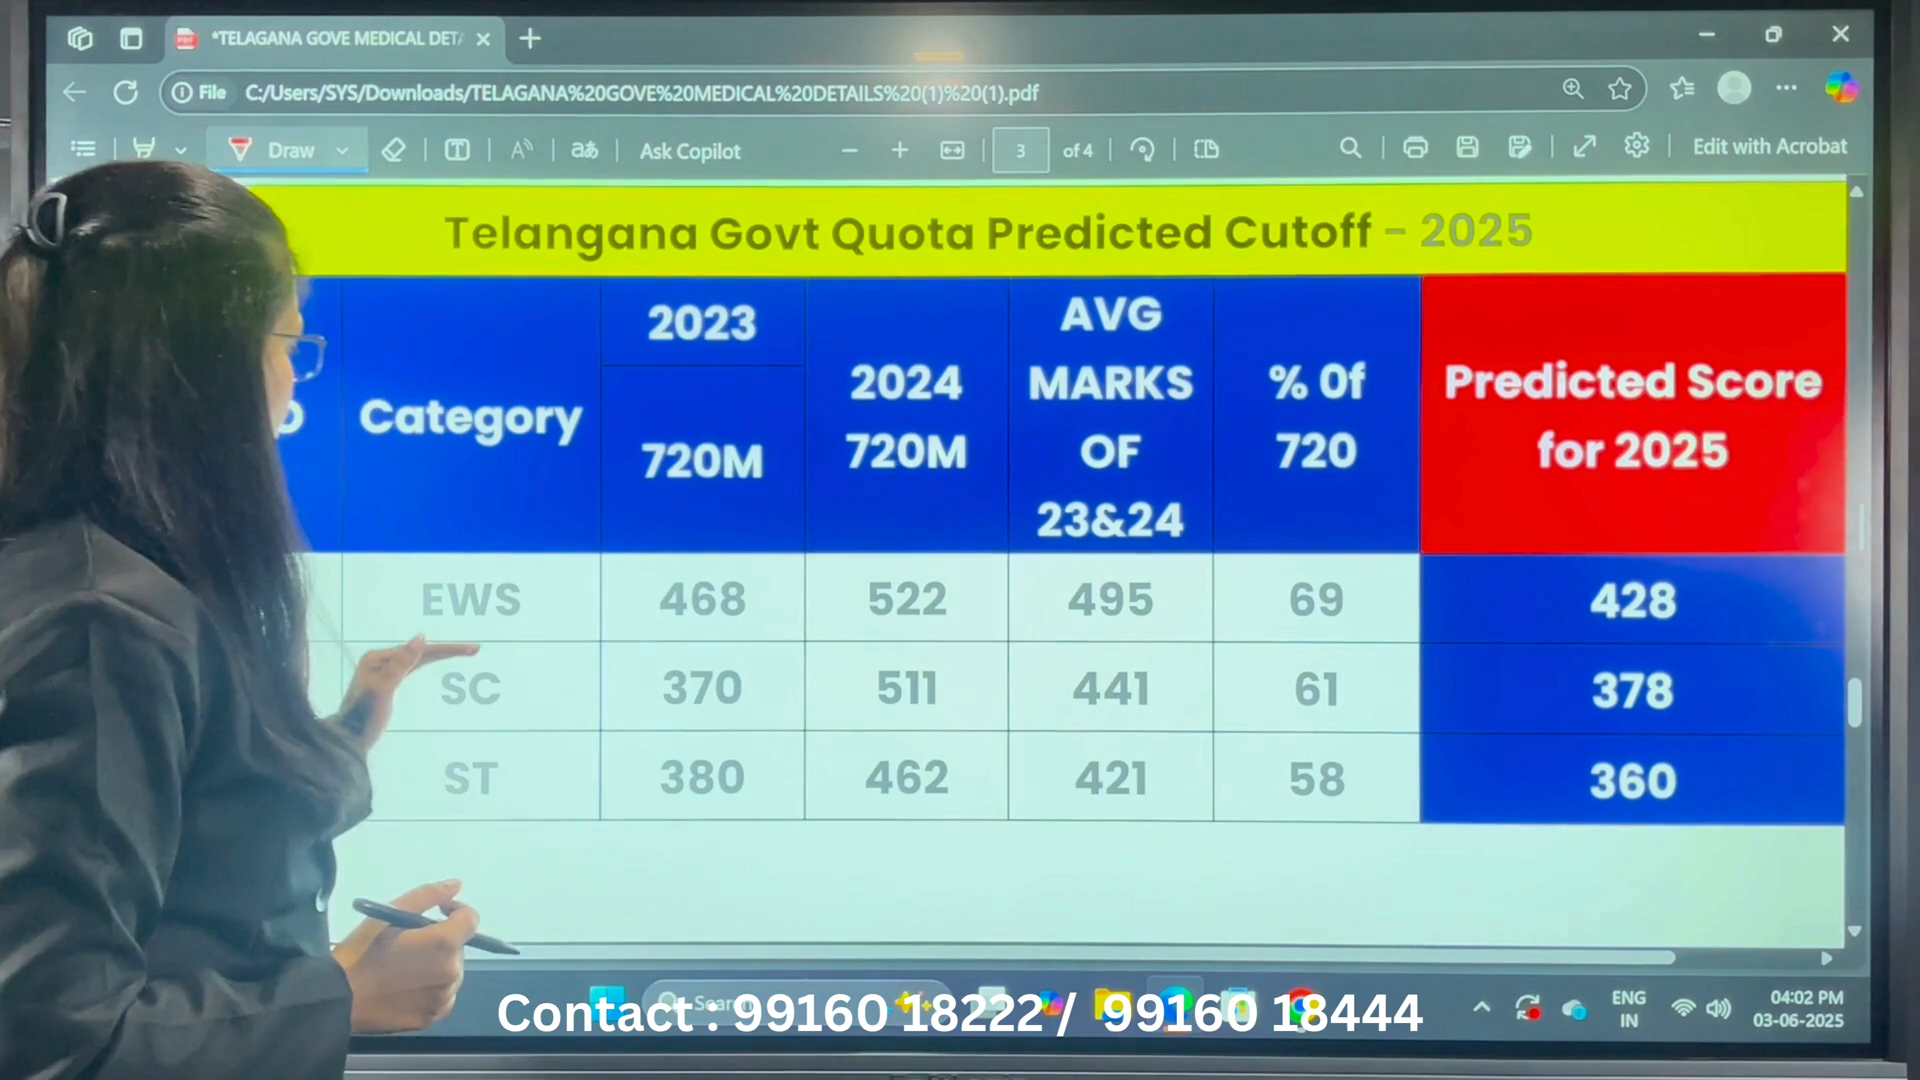 *TELAGANA GOVE MEDICAL DETA
File C:/Users/SYS/Downloads/TELAGANA%20GOVE%20MEDICAL%20DETAILS%20(1)%20(1).pdf
Draw
aあ
Ask Copilot
3 of 4
Edit with Acrobat
Telangana Govt Quota Predicted Cutoff - 2025
Category
2023
720M
2024
720M
AVG
MARKS
OF
23&24
% Of
720
Predicted Score
for 2025
EWS 468 522 495 69 428
SC 370 511 441 61 378
ST 380 462 421 58 360
Search
Contact : 99160 18222 / 99160 18444
ENG
IN
04:02 PM
03-06-2025